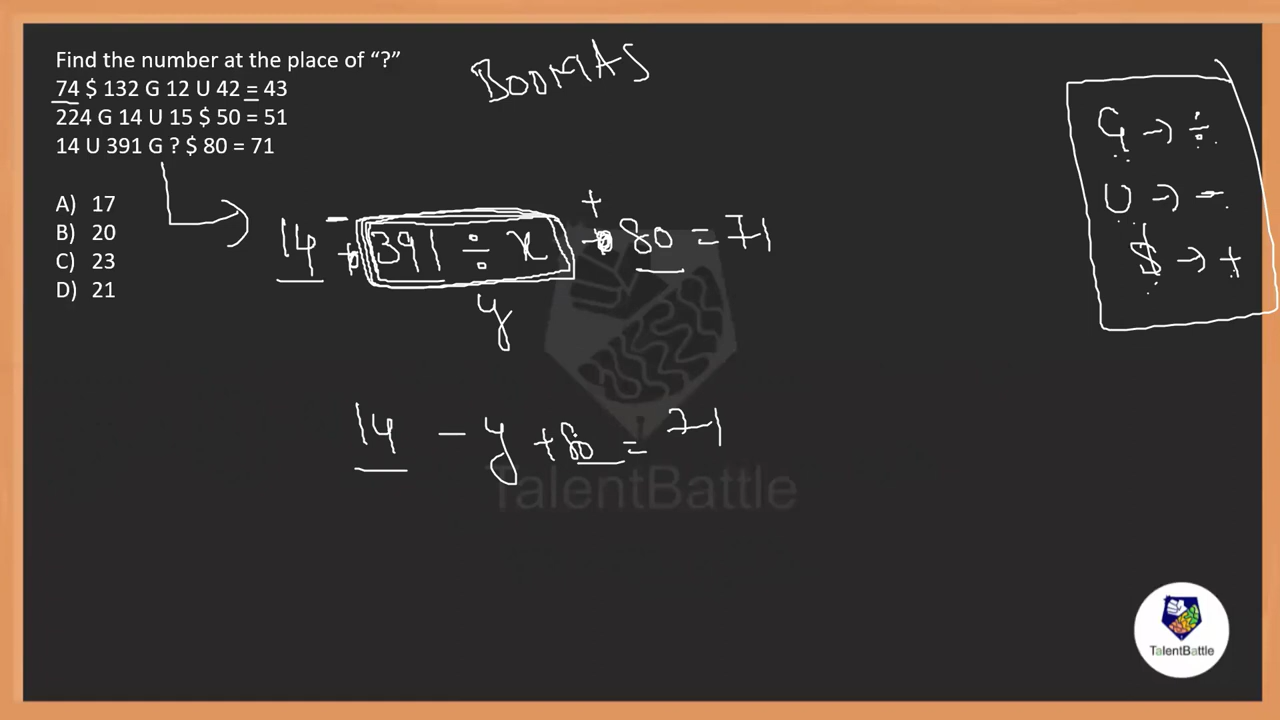 Find the number at the place of “?”
74 $ 132 G 12 U 42 = 43
224 G 14 U 15 $ 50 = 51
14 U 391 G ? $ 80 = 71
A) 17
B) 20
C) 23
D) 21
BODMAS
G → ÷
U → -
$ → +
14 - 391 ÷ x + 80 = 71
y
14 - y + 80 = 71
TalentBattle
TalentBattle